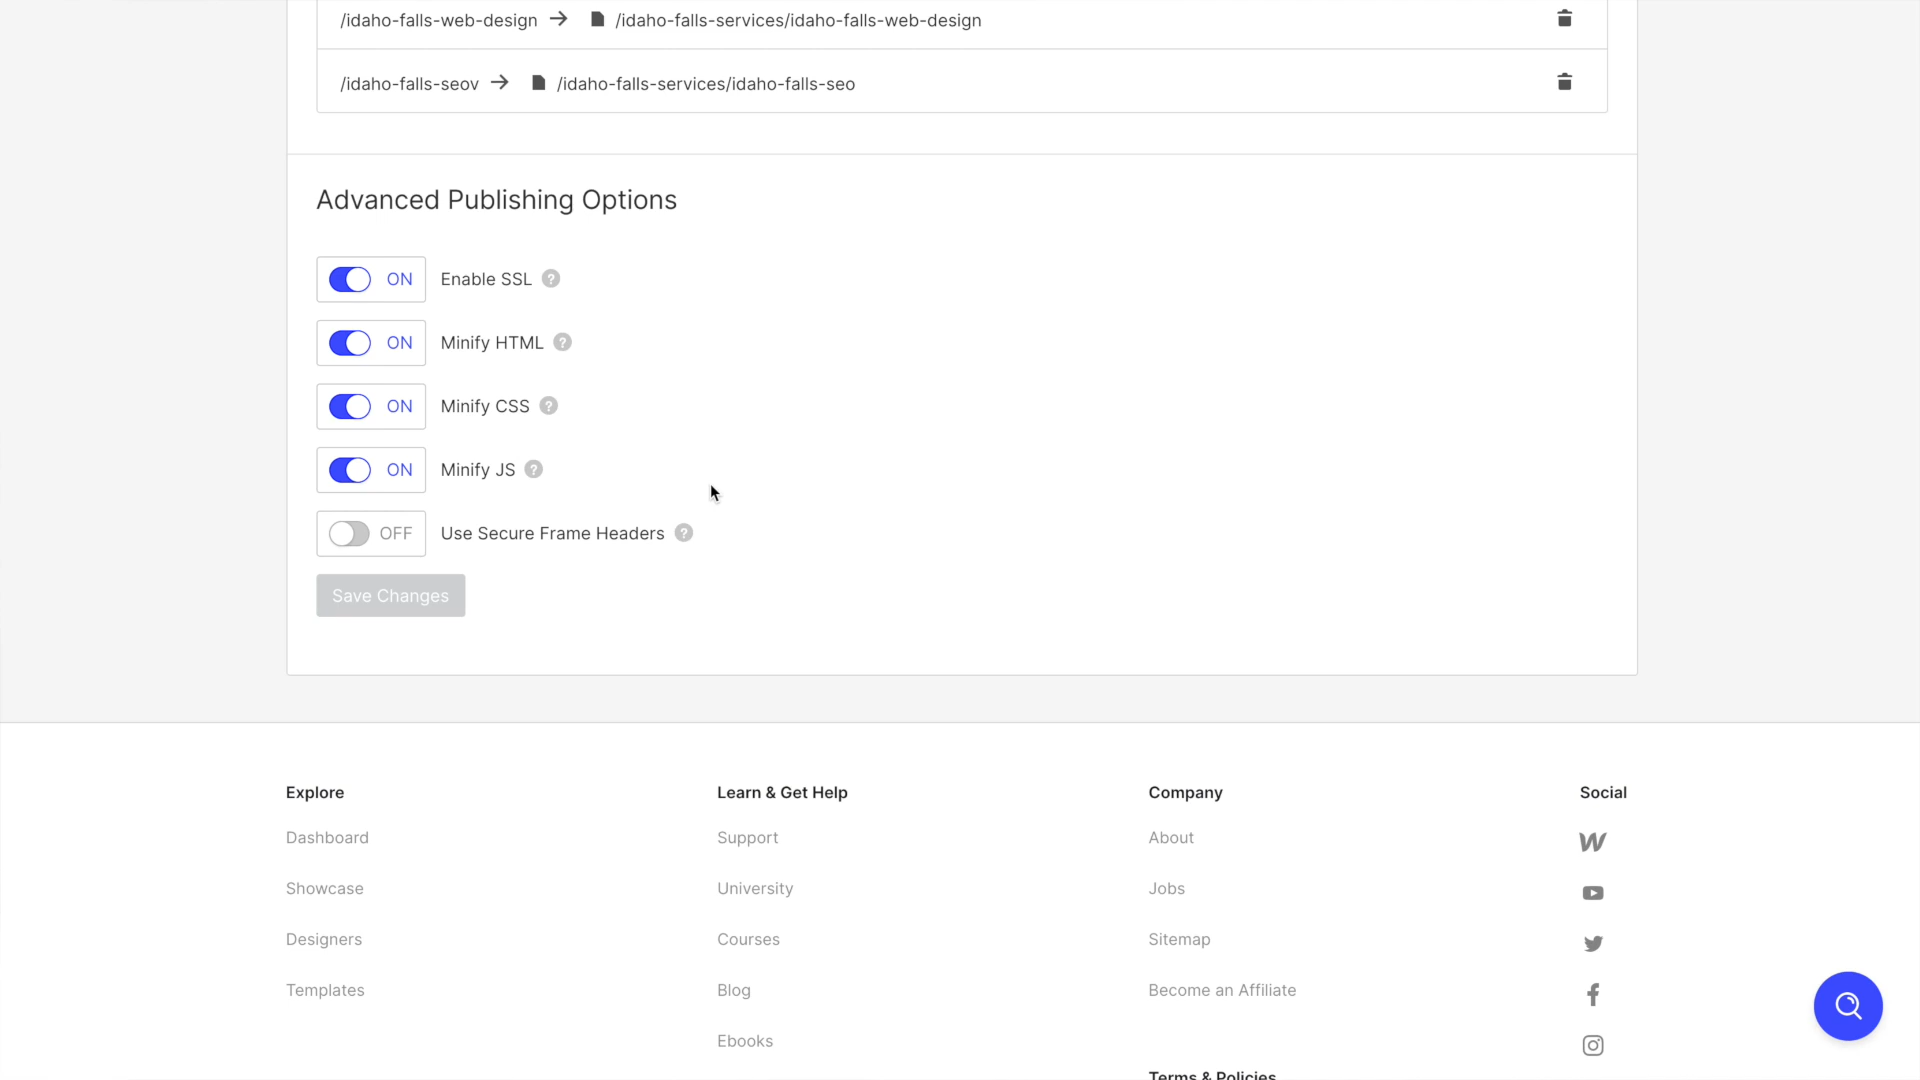 /idaho-falls-web-design → /idaho-falls-services/idaho-falls-web-design
/idaho-falls-seov → /idaho-falls-services/idaho-falls-seo
Advanced Publishing Options
ON Enable SSL ?
ON Minify HTML ?
ON Minify CSS ?
ON Minify JS ?
OFF Use Secure Frame Headers ?
Save Changes
Explore
Dashboard
Showcase
Designers
Templates
Learn & Get Help
Support
University
Courses
Blog
Ebooks
Company
About
Jobs
Sitemap
Become an Affiliate
Terms & Policies
Social